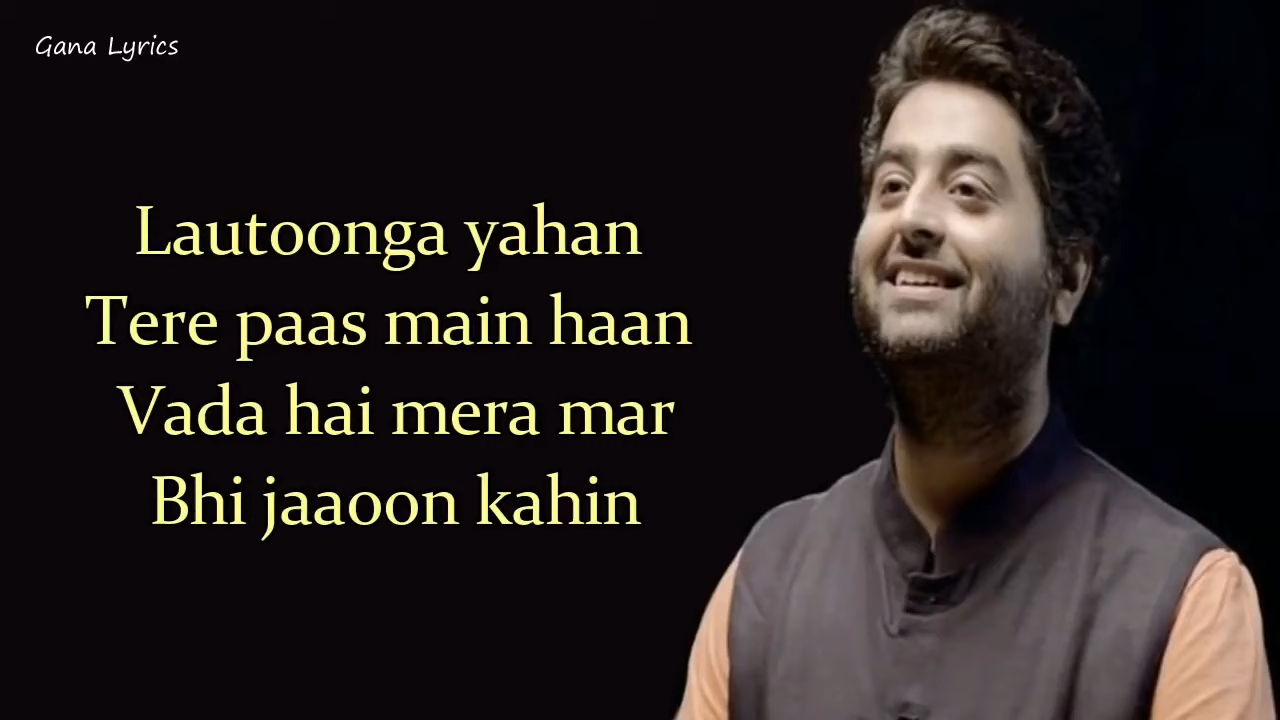 Gana Lyrics
Lautoonga yahan
Tere paas main haan
Vada hai mera mar
Bhi jaaoon kahin